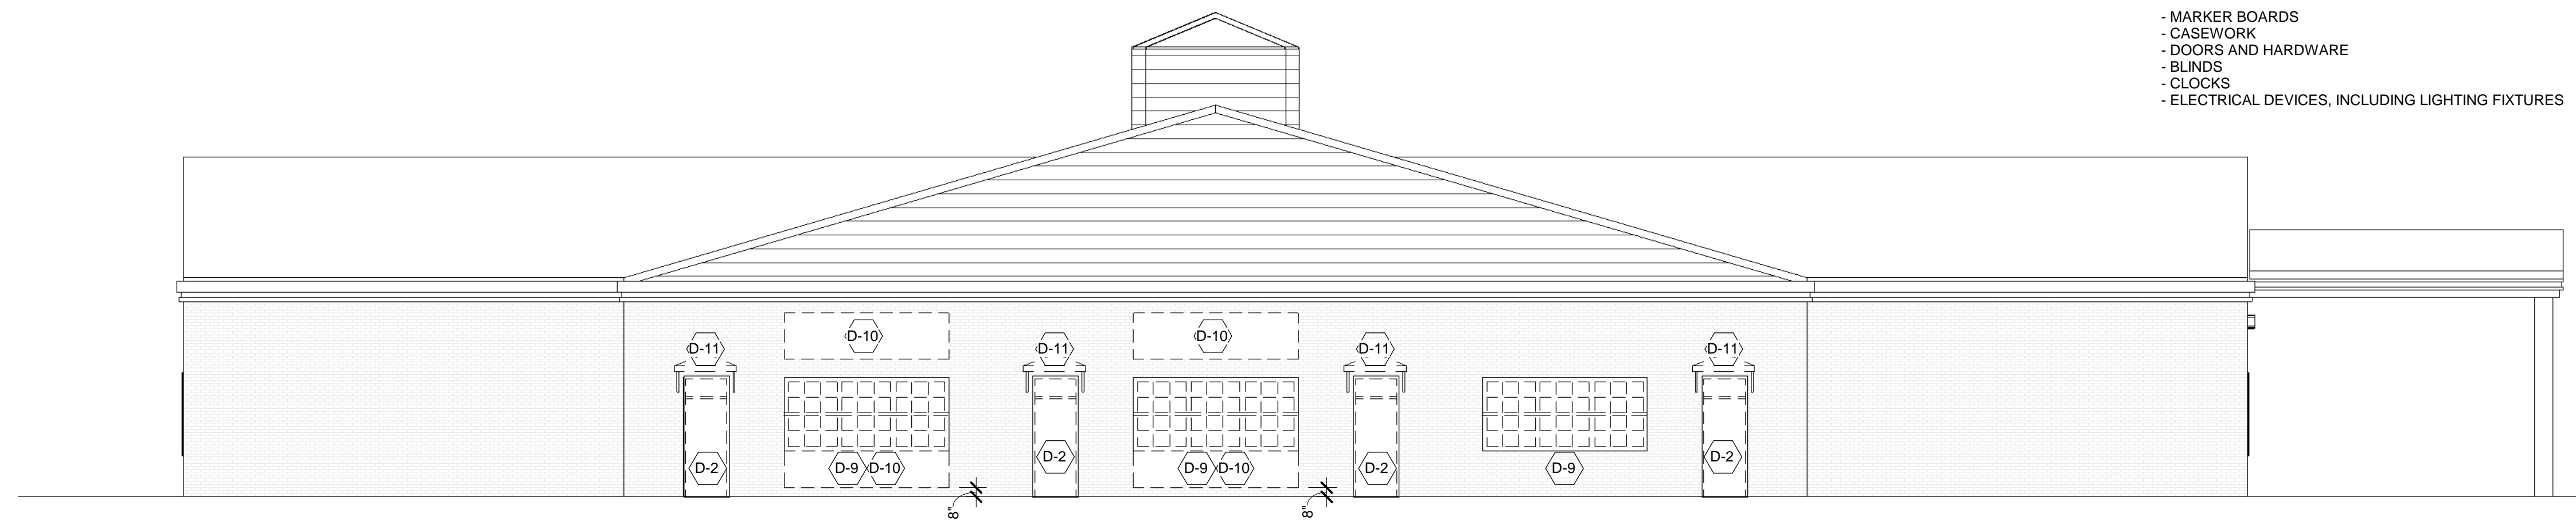 - MARKER BOARDS
- CASEWORK
- DOORS AND HARDWARE
- BLINDS
- CLOCKS
- ELECTRICAL DEVICES, INCLUDING LIGHTING FIXTURES
D-10
D-10
D-11
D-11
D-11
D-11
D-2
D-9
D-10
D-2
D-9
D-10
D-2
D-9
D-2
8"
8"